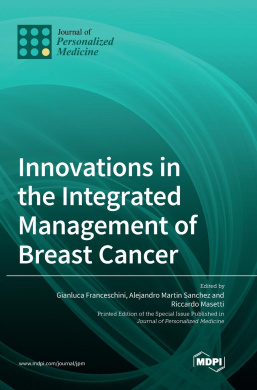 Journal of
Personalized
Medicine
Innovations in
the Integrated
Management of
Breast Cancer
Edited by
Gianluca Franceschini, Alejandro Martin Sanchez and
Riccardo Masetti
Printed Edition of the Special Issue Published in
Journal of Personalized Medicine
www.mdpi.com/journal/jpm
MDPI